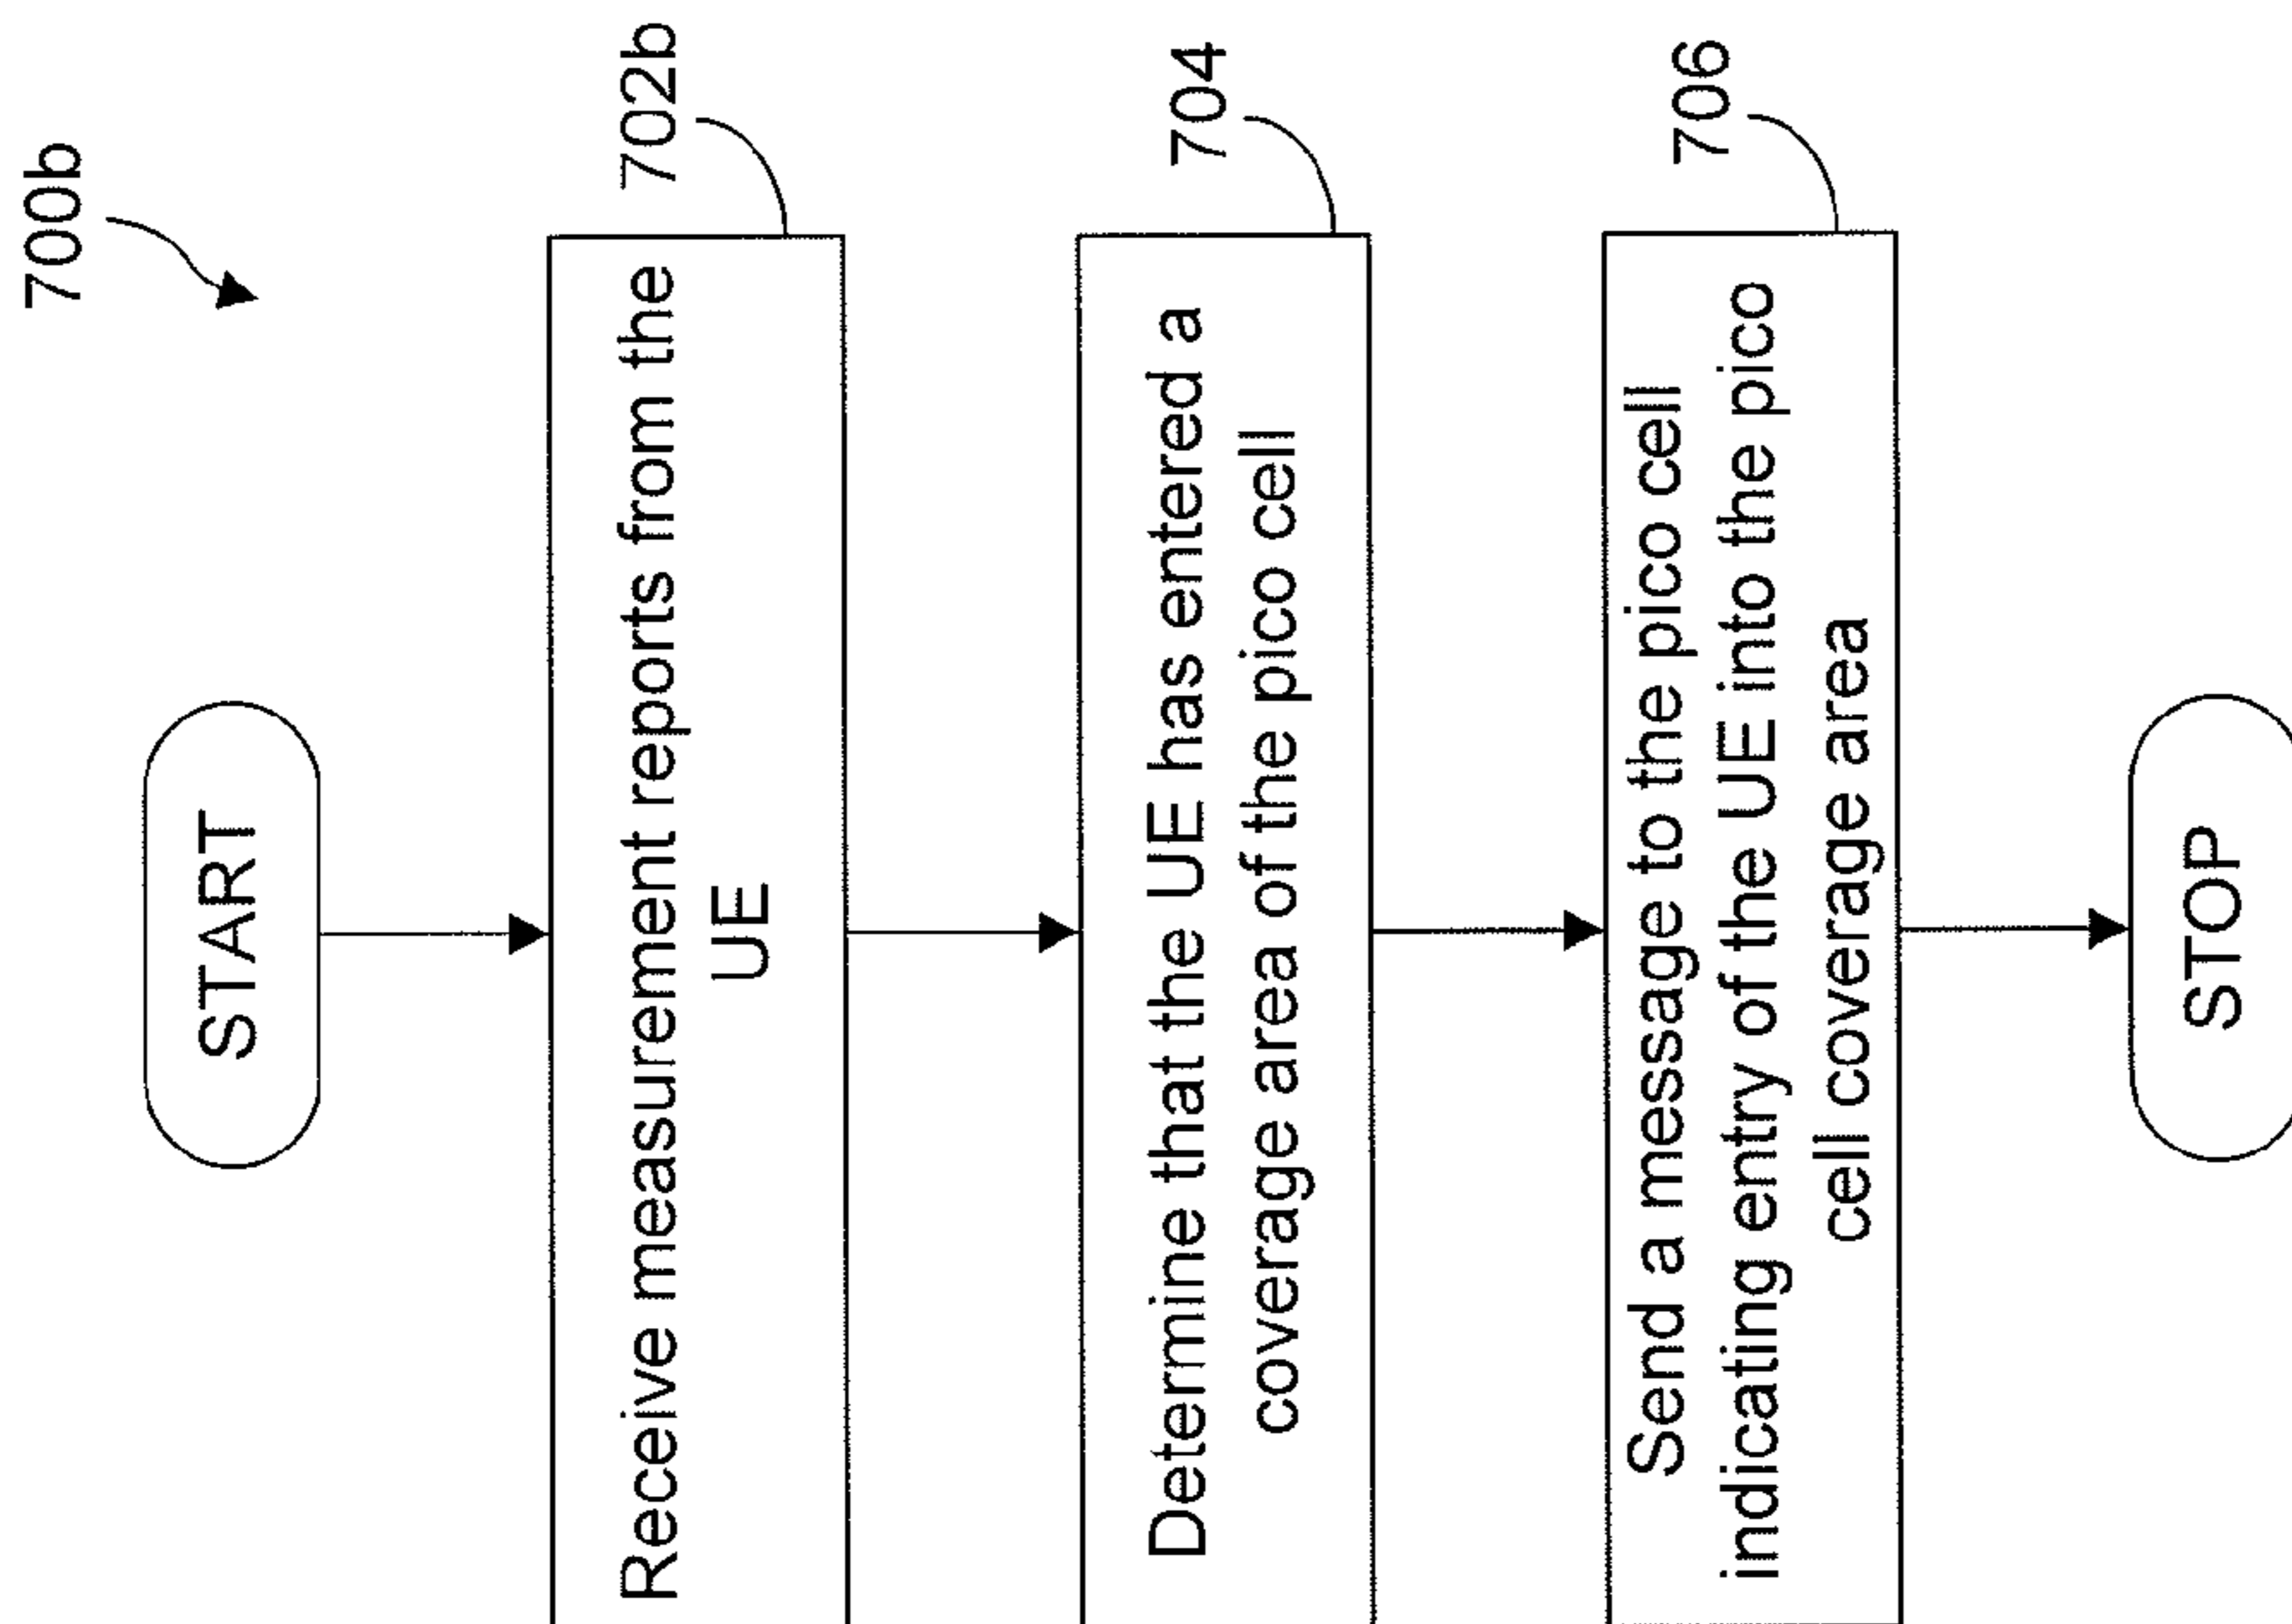 700b
START
Receive measurement reports from the
UE
702b
Determine that the UE has entered a
coverage area of the pico cell
704
Send a message to the pico cell
indicating entry of the UE into the pico
cell coverage area
706
STOP